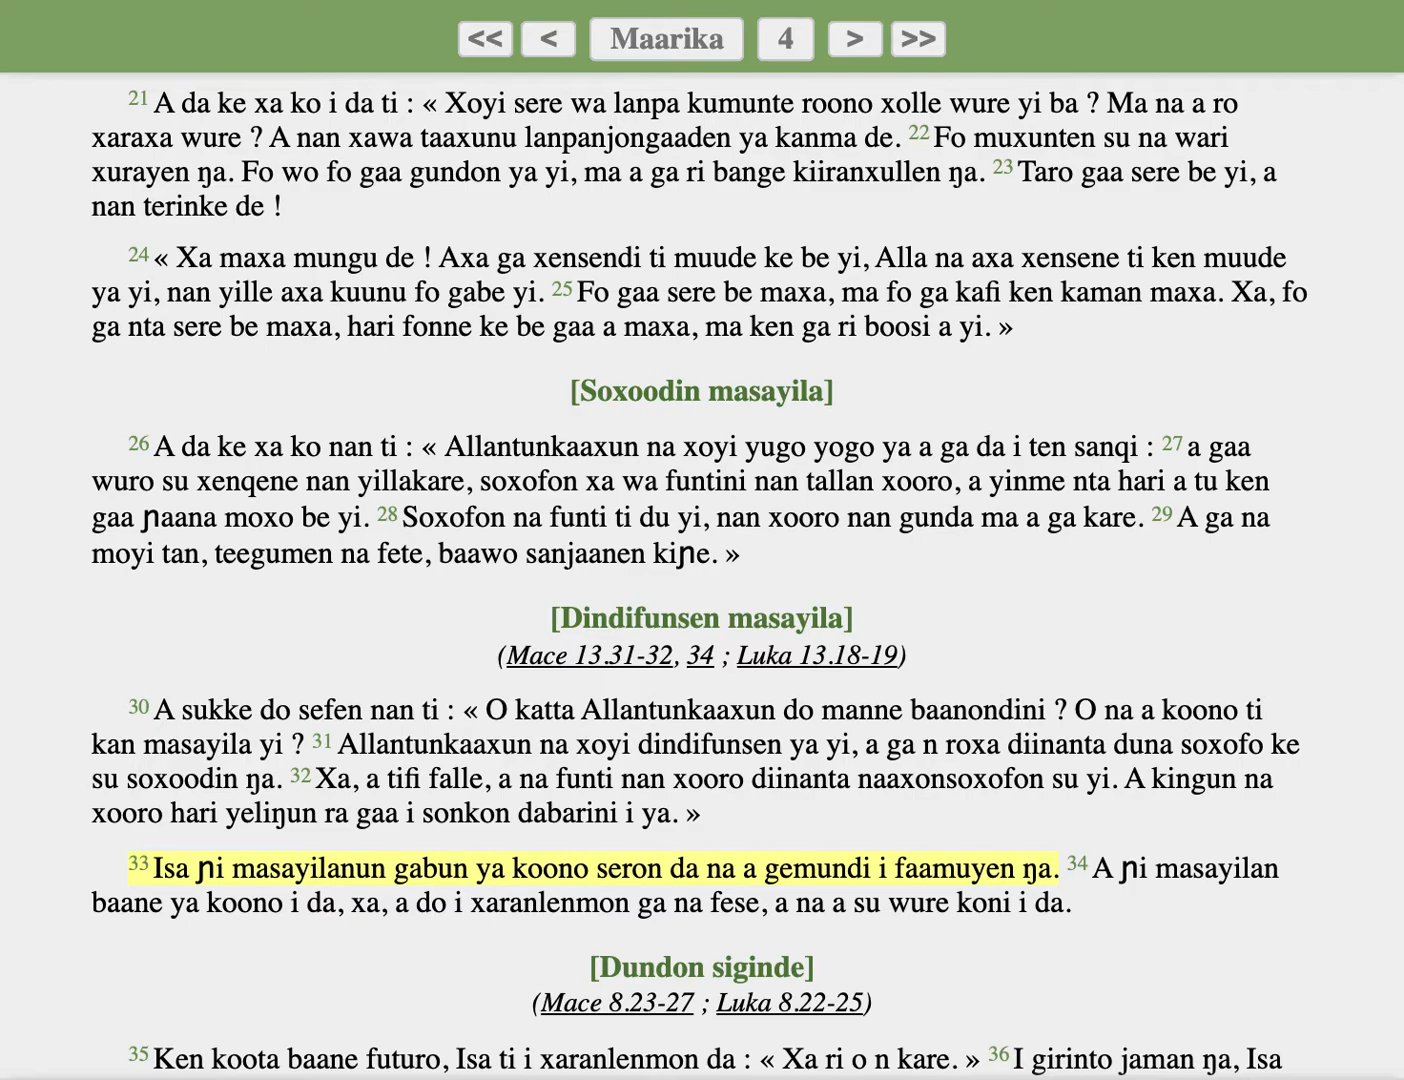 << < Maarika 4 > >>
21 A da ke xa ko i da ti : « Xoyi sere wa lanpa kumunte roono xolle wure yi ba ? Ma na a ro
xaraxa wure ? A nan xawa taaxunu lanpanjongaaden ya kanma de. 22 Fo muxunten su na wari
xurayen ŋa. Fo wo fo gaa gundon ya yi, ma a ga ri bange kiiranxullen ŋa. 23 Taro gaa sere be yi, a
nan terinke de !
24 « Xa maxa mungu de ! Axa ga xensendi ti muude ke be yi, Alla na axa xensene ti ken muude
ya yi, nan yille axa kuunu fo gabe yi. 25 Fo gaa sere be maxa, ma fo ga kafi ken kaman maxa. Xa, fo
ga nta sere be maxa, hari fonne ke be gaa a maxa, ma ken ga ri boosi a yi. »
[Soxoodin masayila]
26 A da ke xa ko nan ti : « Allantunkaaxun na xoyi yugo yogo ya a ga da i ten sanqi : 27 a gaa
wuro su xenqene nan yillakare, soxofon xa wa funtini nan tallan xooro, a yinme nta hari a tu ken
gaa ɲaana moxo be yi. 28 Soxofon na funti ti du yi, nan xooro nan gunda ma a ga kare. 29 A ga na
moyi tan, teegumen na fete, baawo sanjaanen kiɲe. »
[Dindifunsen masayila]
(Mace 13.31-32, 34 ; Luka 13.18-19)
30 A sukke do sefen nan ti : « O katta Allantunkaaxun do manne baanondini ? O na a koono ti
kan masayila yi ? 31 Allantunkaaxun na xoyi dindifunsen ya yi, a ga n roxa diinanta duna soxofo ke
su soxoodin ŋa. 32 Xa, a tifi falle, a na funti nan xooro diinanta naaxonsoxofon su yi. A kingun na
xooro hari yeliŋun ra gaa i sonkon dabarini i ya. »
33 Isa ɲi masayilanun gabun ya koono seron da na a gemundi i faamuyen ŋa. 34 A ɲi masayilan
baane ya koono i da, xa, a do i xaranlenmon ga na fese, a na a su wure koni i da.
[Dundon siginde]
(Mace 8.23-27 ; Luka 8.22-25)
35 Ken koota baane futuro, Isa ti i xaranlenmon da : « Xa ri o n kare. » 36 I girinto jaman ŋa, Isa